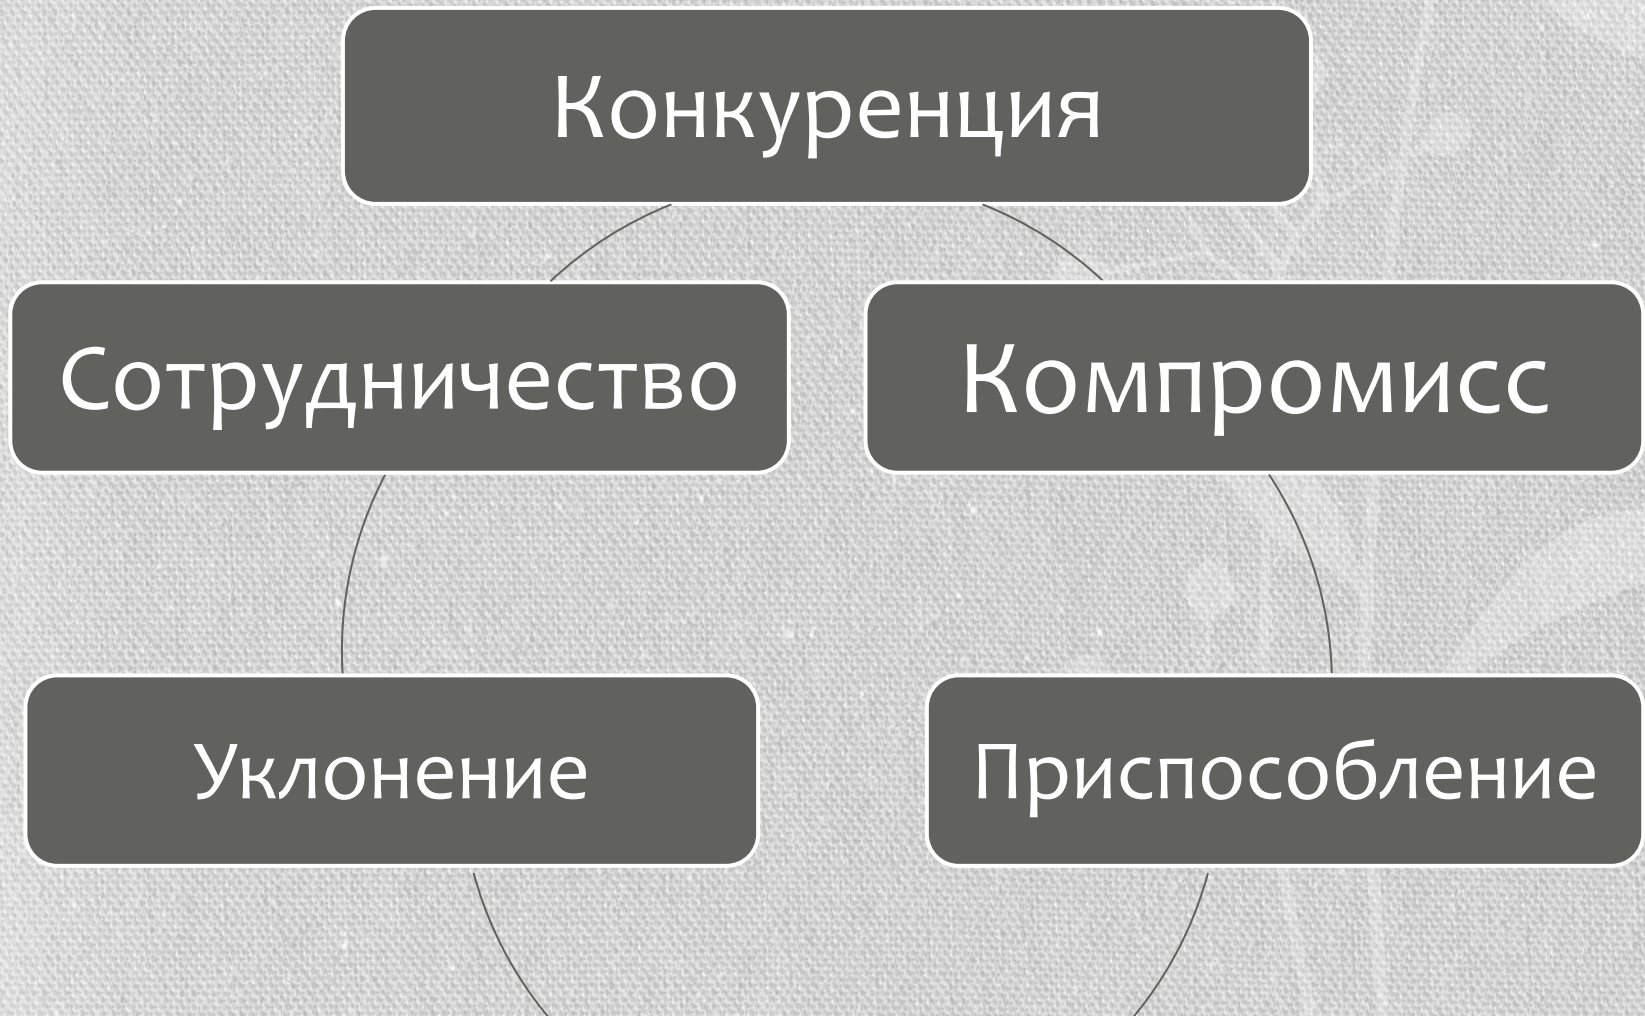 Конкуренция
Сотрудничество
Компромисс
Уклонение
Приспособление